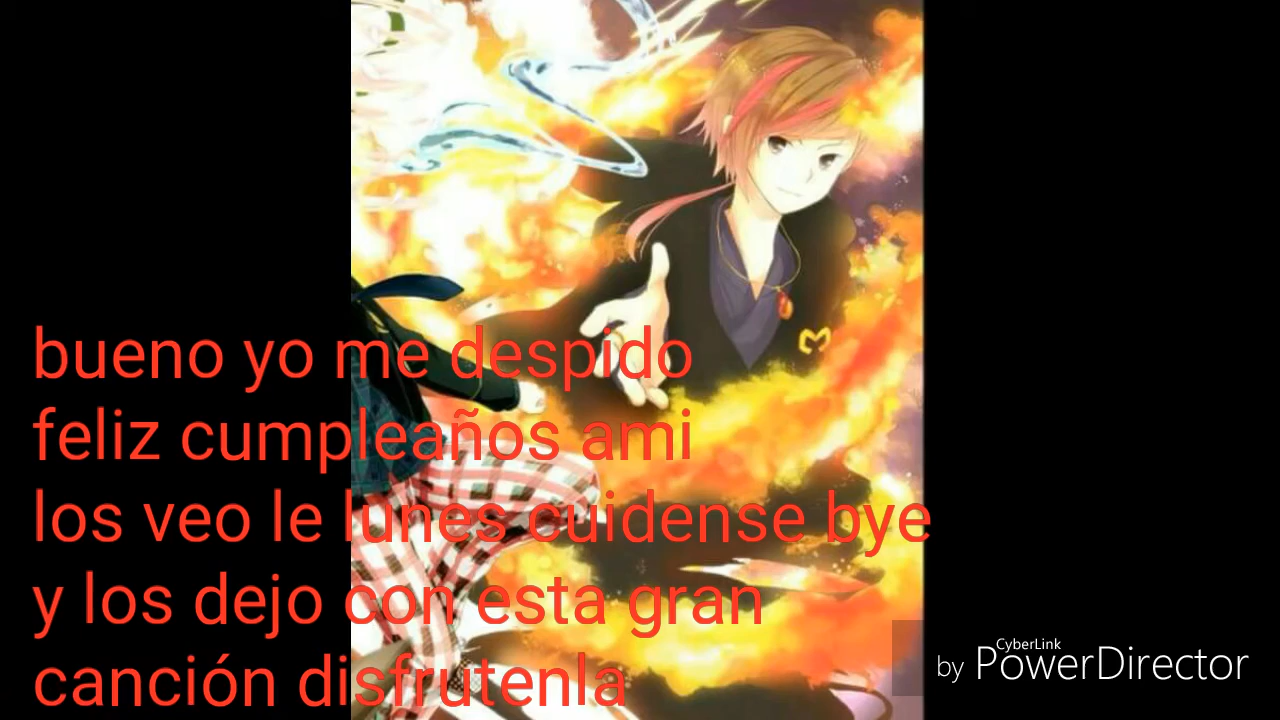 bueno yo me despido
feliz cumpleaños ami
los veo le lunes cuidense bye
y los dejo con esta gran
canción disfrutenla
CyberLink
by PowerDirector